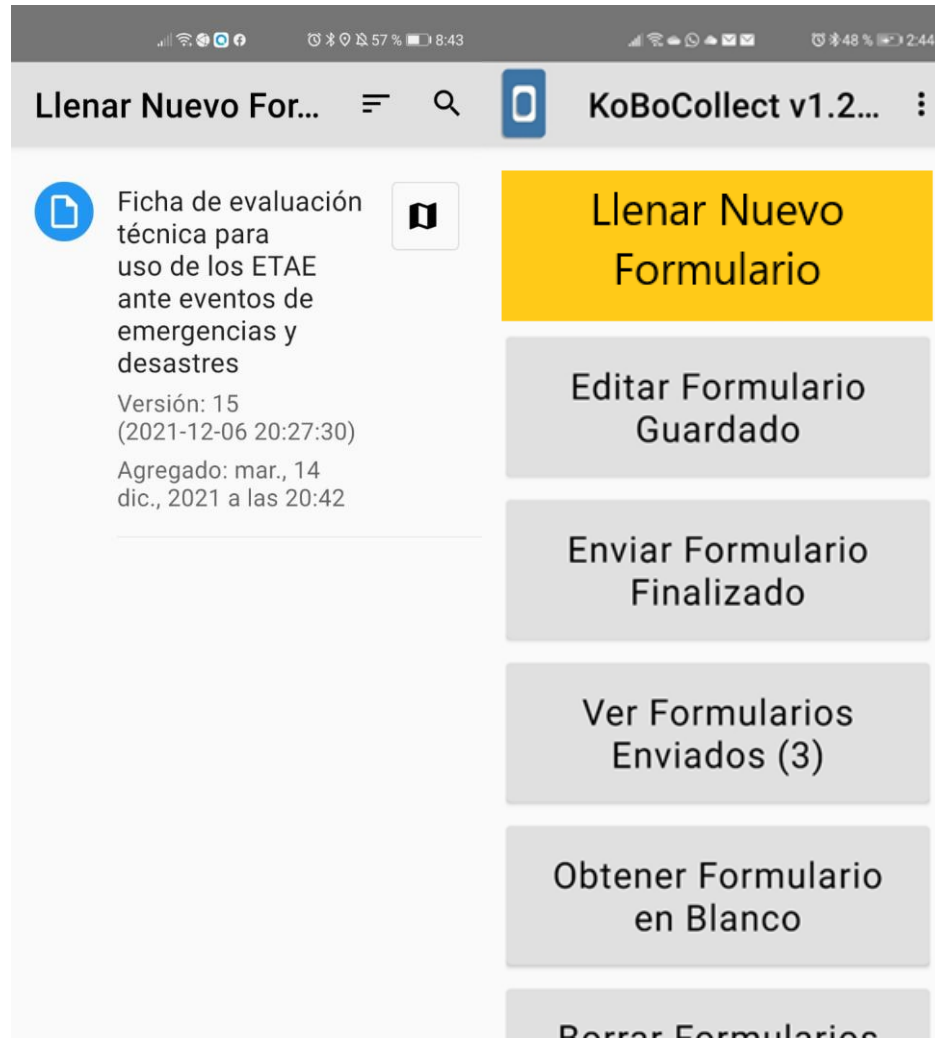 57 % 8:43
Llenar Nuevo For...
Ficha de evaluación
técnica para
uso de los ETAE
ante eventos de
emergencias y
desastres
Versión: 15
(2021-12-06 20:27:30)
Agregado: mar., 14
dic., 2021 a las 20:42
48 % 2:44
KoBoCollect v1.2...
Llenar Nuevo
Formulario
Editar Formulario
Guardado
Enviar Formulario
Finalizado
Ver Formularios
Enviados (3)
Obtener Formulario
en Blanco
Borrar Formularios